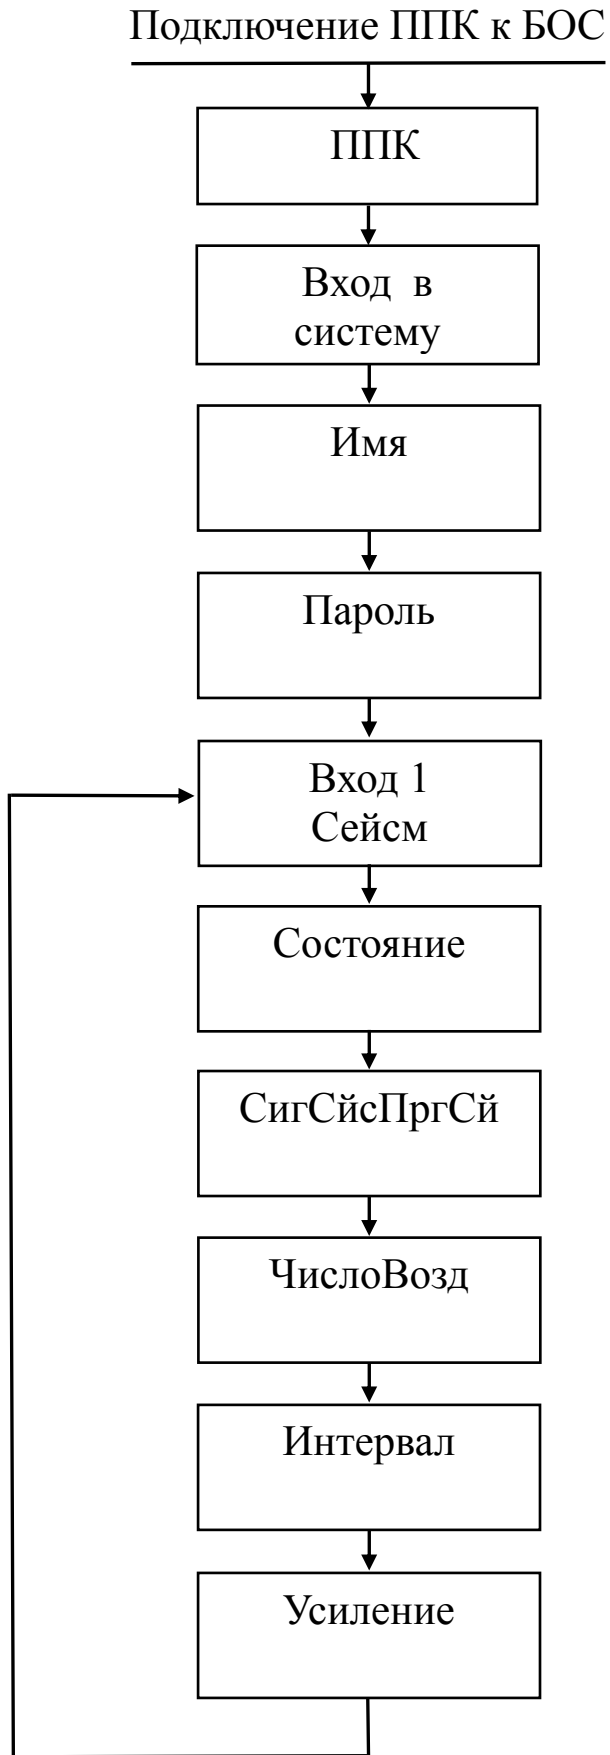 Подключение ППК к БОС
ППК
Вход в
систему
Имя
Пароль
Вход 1
Сейсм
Состояние
СигСйсПргСй
ЧислоВозд
Интервал
Усиление